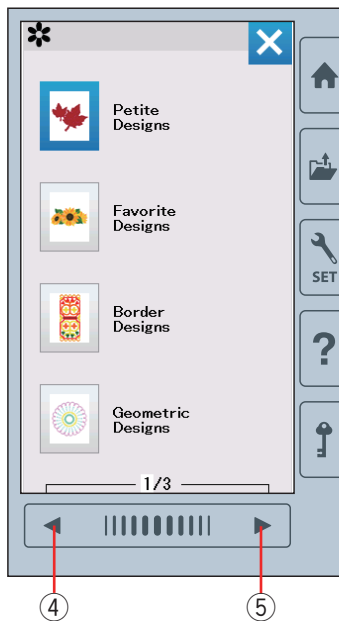 Petite
Designs
Favorite
Designs
Border
Designs
Geometric
Designs
1/3
SET
?
④
⑤